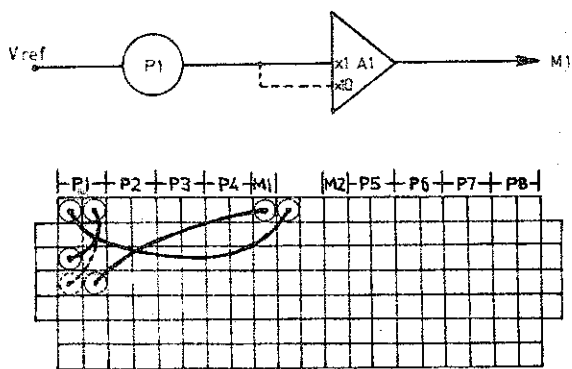 Vref
P1
x1 A1
x10
M1
P1 P2 P3 P4 M1 M2 P5 P6 P7 P8